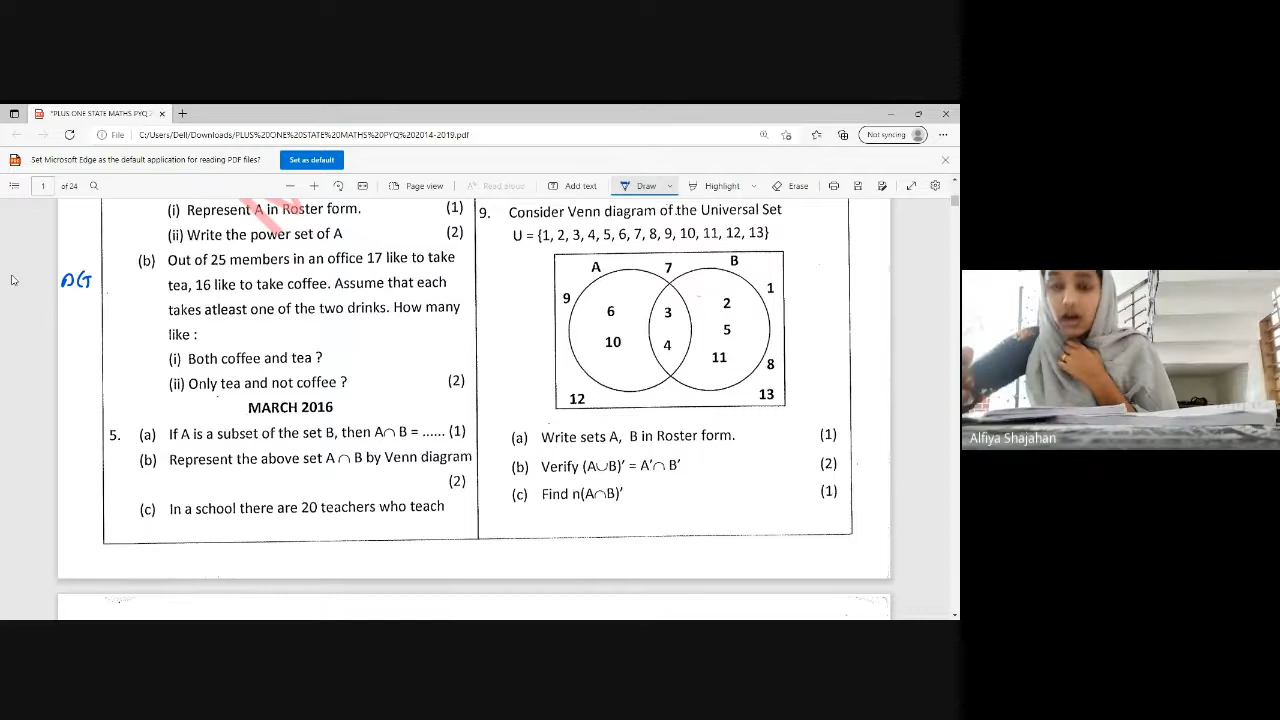 *PLUS ONE STATE MATHS PYQ 2
File
C:/Users/Dell/Downloads/PLUS%20ONE%20STATE%20MATHS%20PYQ%202014-2019.pdf
Not syncing
Set Microsoft Edge as the default application for reading PDF files?
Set as default
1 of 24
Page view
Read aloud
Add text
Draw
Highlight
Erase
(i) Represent A in Roster form. (1)
(ii) Write the power set of A (2)
(b) Out of 25 members in an office 17 like to take
tea, 16 like to take coffee. Assume that each
takes atleast one of the two drinks. How many
like :
(i) Both coffee and tea ?
(ii) Only tea and not coffee ? (2)
MARCH 2016
5. (a) If A is a subset of the set B, then A∩ B = ...... (1)
(b) Represent the above set A ∩ B by Venn diagram
(2)
(c) In a school there are 20 teachers who teach
9. Consider Venn diagram of the Universal Set
U = {1, 2, 3, 4, 5, 6, 7, 8, 9, 10, 11, 12, 13}
A 7 B
9 6 3 2 1
10 4 5
11 8
12 13
(a) Write sets A, B in Roster form. (1)
(b) Verify (A∪B)′ = A′∩ B′ (2)
(c) Find n(A∩B)′ (1)
Alfiya Shajahan